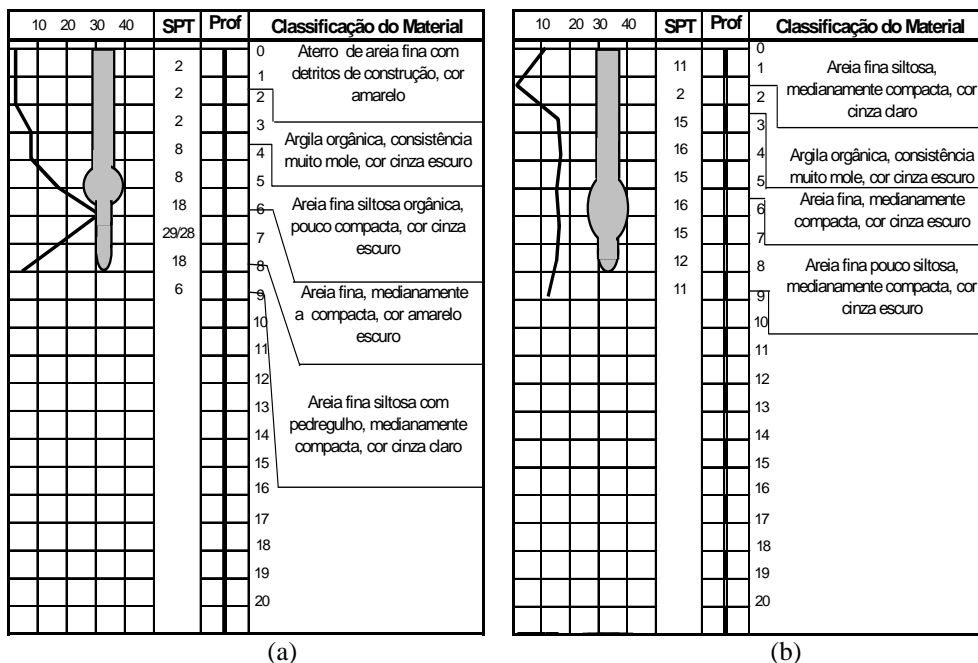 10 20 30 40 SPT Prof Classificação do Material
0
2
2
2
8
8
18
29/28
18
6
1
2
3
4
5
6
7
8
9
10
11
12
13
14
15
16
17
18
19
20
Aterro de areia fina com
detritos de construção, cor
amarelo
Argila orgânica, consistência
muito mole, cor cinza escuro
Areia fina siltosa orgânica,
pouco compacta, cor cinza
escuro
Areia fina, medianamente
a compacta, cor amarelo
escuro
Areia fina siltosa com
pedregulho, medianamente
compacta, cor cinza claro
(a)
10 20 30 40 SPT Prof Classificação do Material
11
2
15
16
15
16
15
12
11
0
1
2
3
4
5
6
7
8
9
10
11
12
13
14
15
16
17
18
19
20
Areia fina siltosa,
medianamente compacta, cor
cinza claro
Argila orgânica, consistência
muito mole, cor cinza escuro
Areia fina, medianamente
compacta, cor cinza escuro
Areia fina pouco siltosa,
medianamente compacta, cor
cinza escuro
(b)